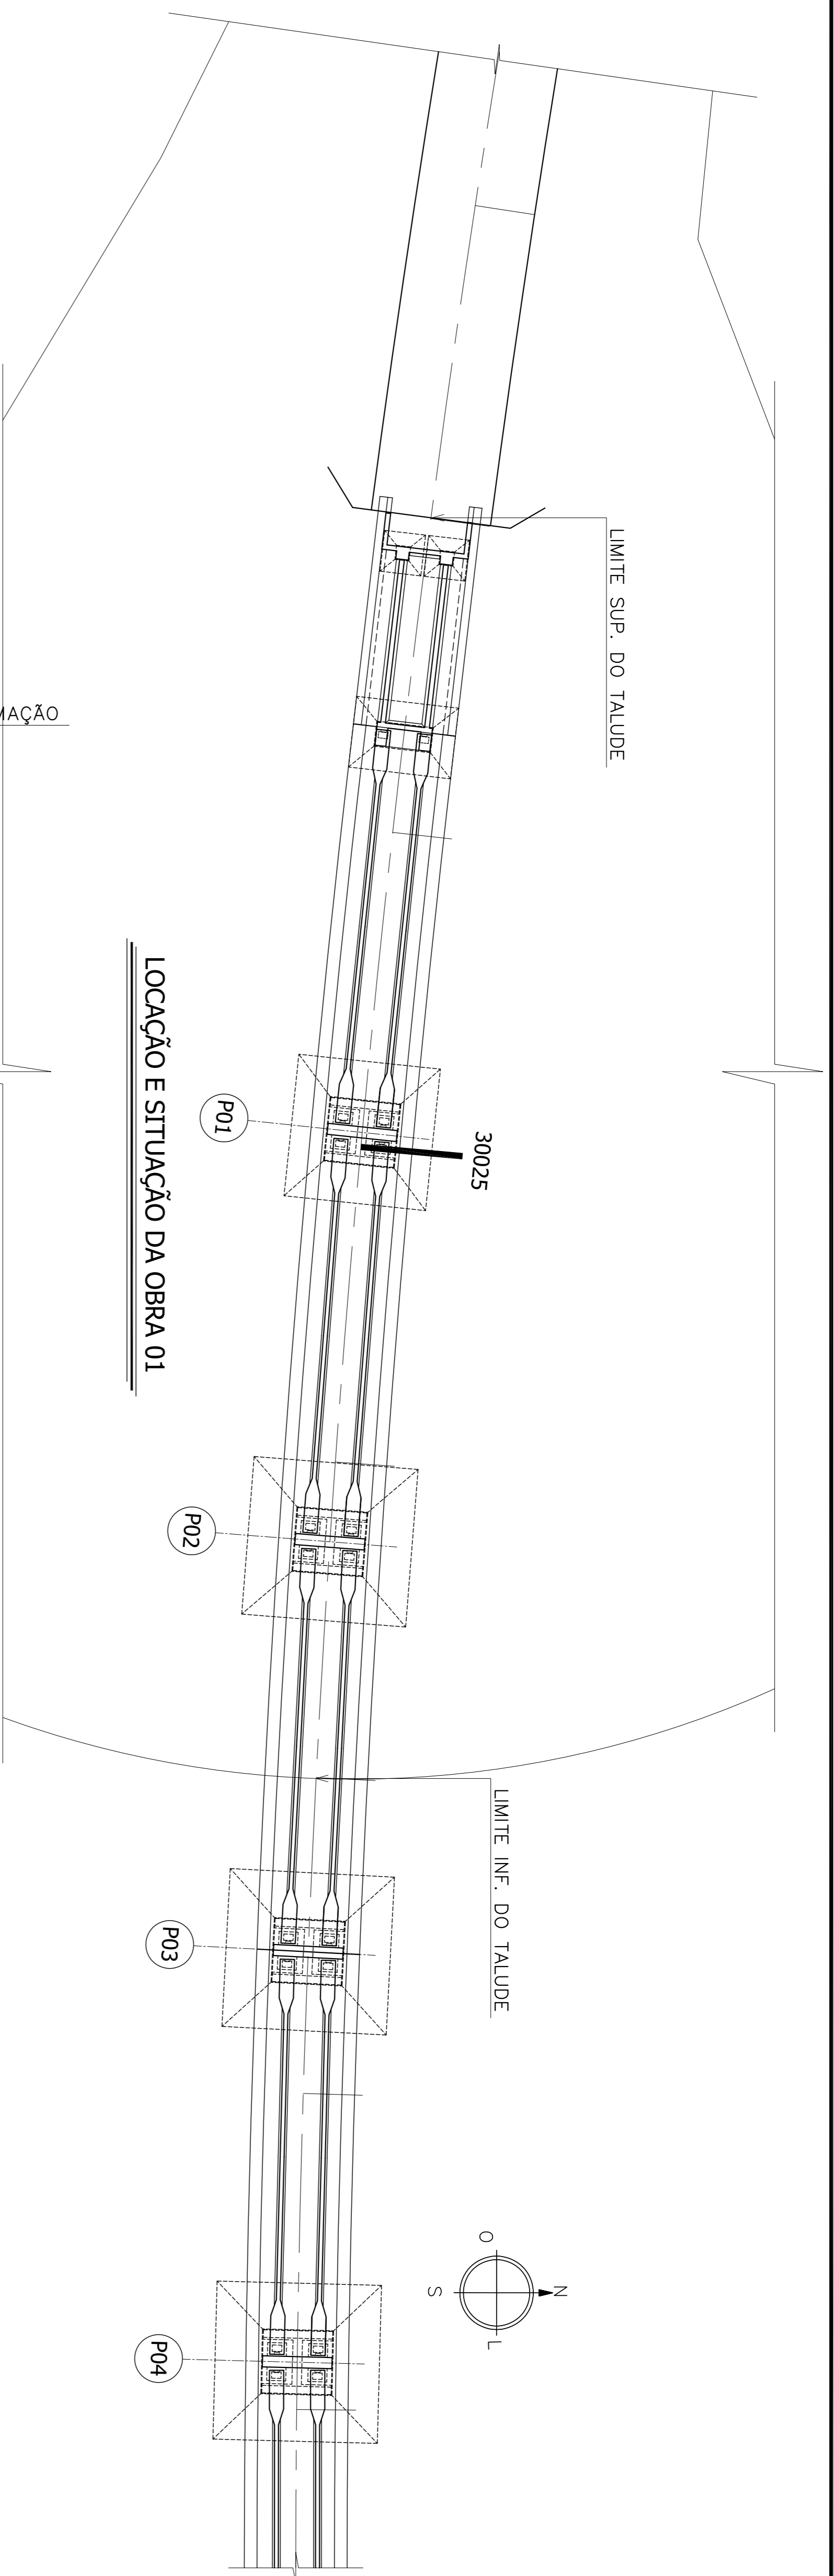 LIMITE SUP. DO TALUDE
MAÇÃO
LOCAÇÃO E SITUAÇÃO DA OBRA 01
P01
30025
P02
LIMITE INF. DO TALUDE
P03
O
N
S
L
P04